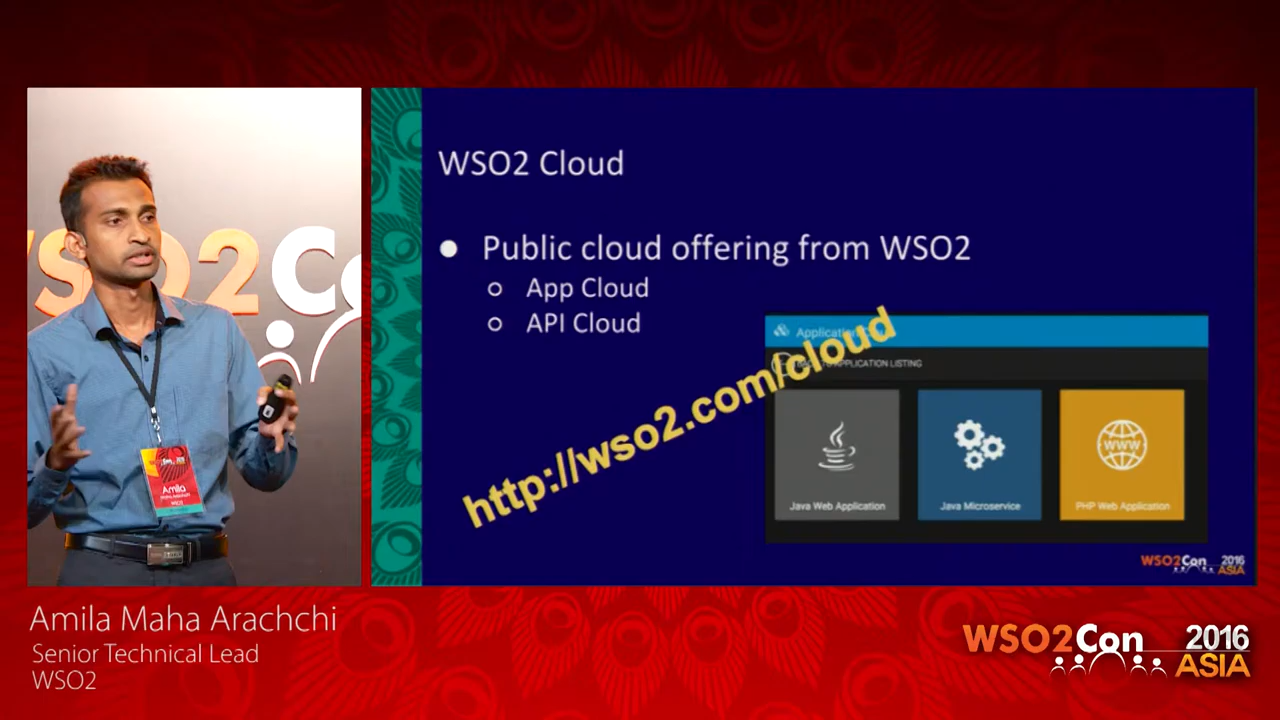 WSO2 Cloud
Public cloud offering from WSO2
App Cloud
API Cloud
http://wso2.com/cloud
APPLICATION LISTING
Java Web Application
Java Microservice
PHP Web Application
WSO2Con 2016
ASIA
WSO2Co
Amila
Amila Maha Arachchi
Senior Technical Lead
WSO2
WSO2Con 2016
ASIA